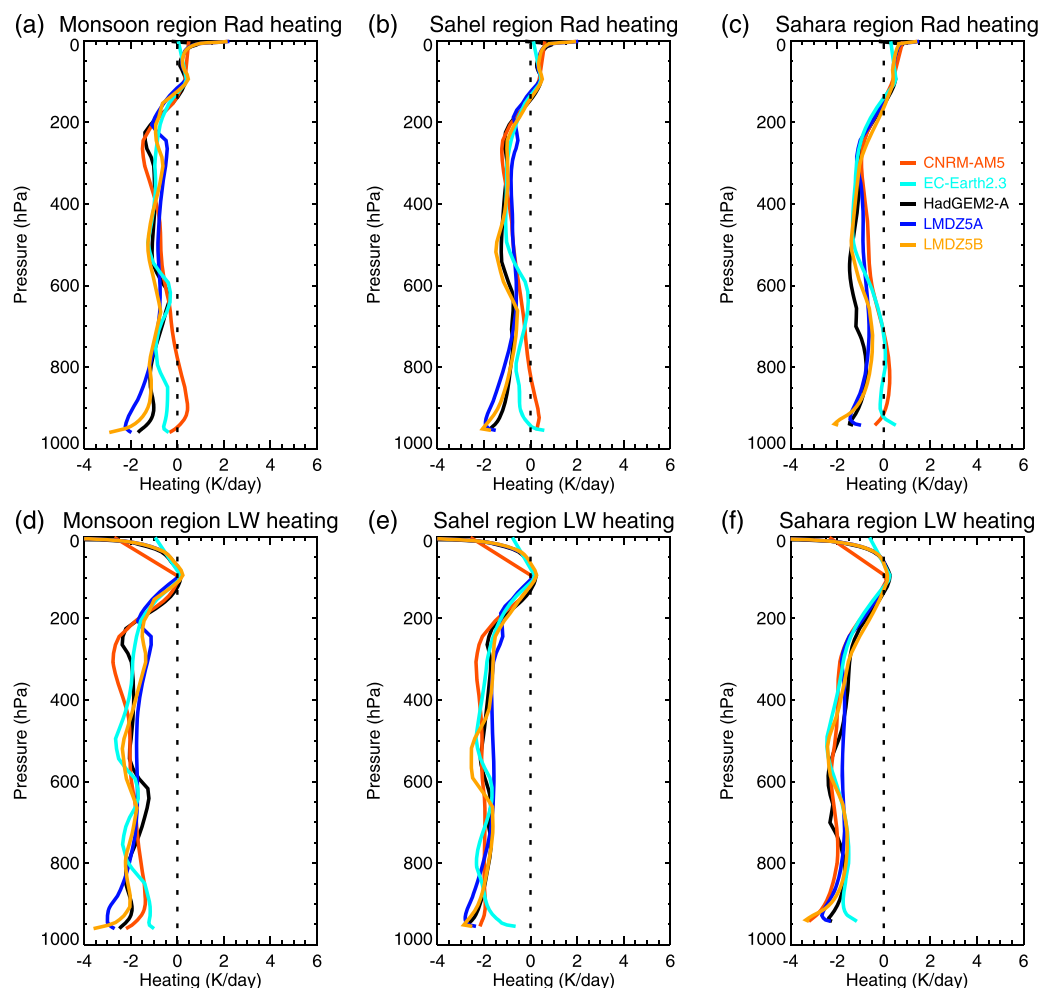 (a) Monsoon region Rad heating
0
200
400
600
800
1000
Pressure (hPa)
-4 -2 0 2 4 6
Heating (K/day)
(b) Sahel region Rad heating
0
200
400
600
800
1000
Pressure (hPa)
-4 -2 0 2 4 6
Heating (K/day)
(c) Sahara region Rad heating
0
200
400
600
800
1000
Pressure (hPa)
CNRM-AM5
EC-Earth2.3
HadGEM2-A
LMDZ5A
LMDZ5B
-4 -2 0 2 4 6
Heating (K/day)
(d) Monsoon region LW heating
0
200
400
600
800
1000
Pressure (hPa)
-4 -2 0 2 4 6
Heating (K/day)
(e) Sahel region LW heating
0
200
400
600
800
1000
Pressure (hPa)
-4 -2 0 2 4 6
Heating (K/day)
(f) Sahara region LW heating
0
200
400
600
800
1000
Pressure (hPa)
-4 -2 0 2 4 6
Heating (K/day)